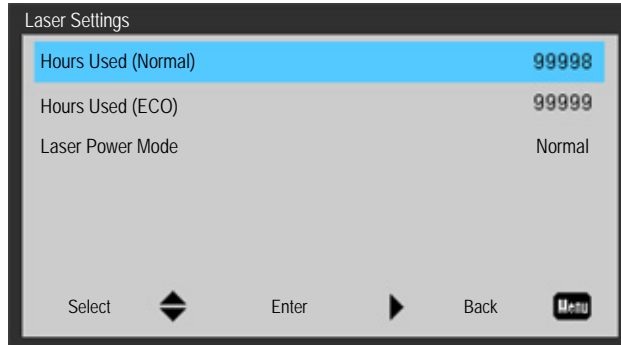 Laser Settings
Hours Used (Normal) 99998
Hours Used (ECO) 99999
Laser Power Mode Normal
Select Enter Back Menu